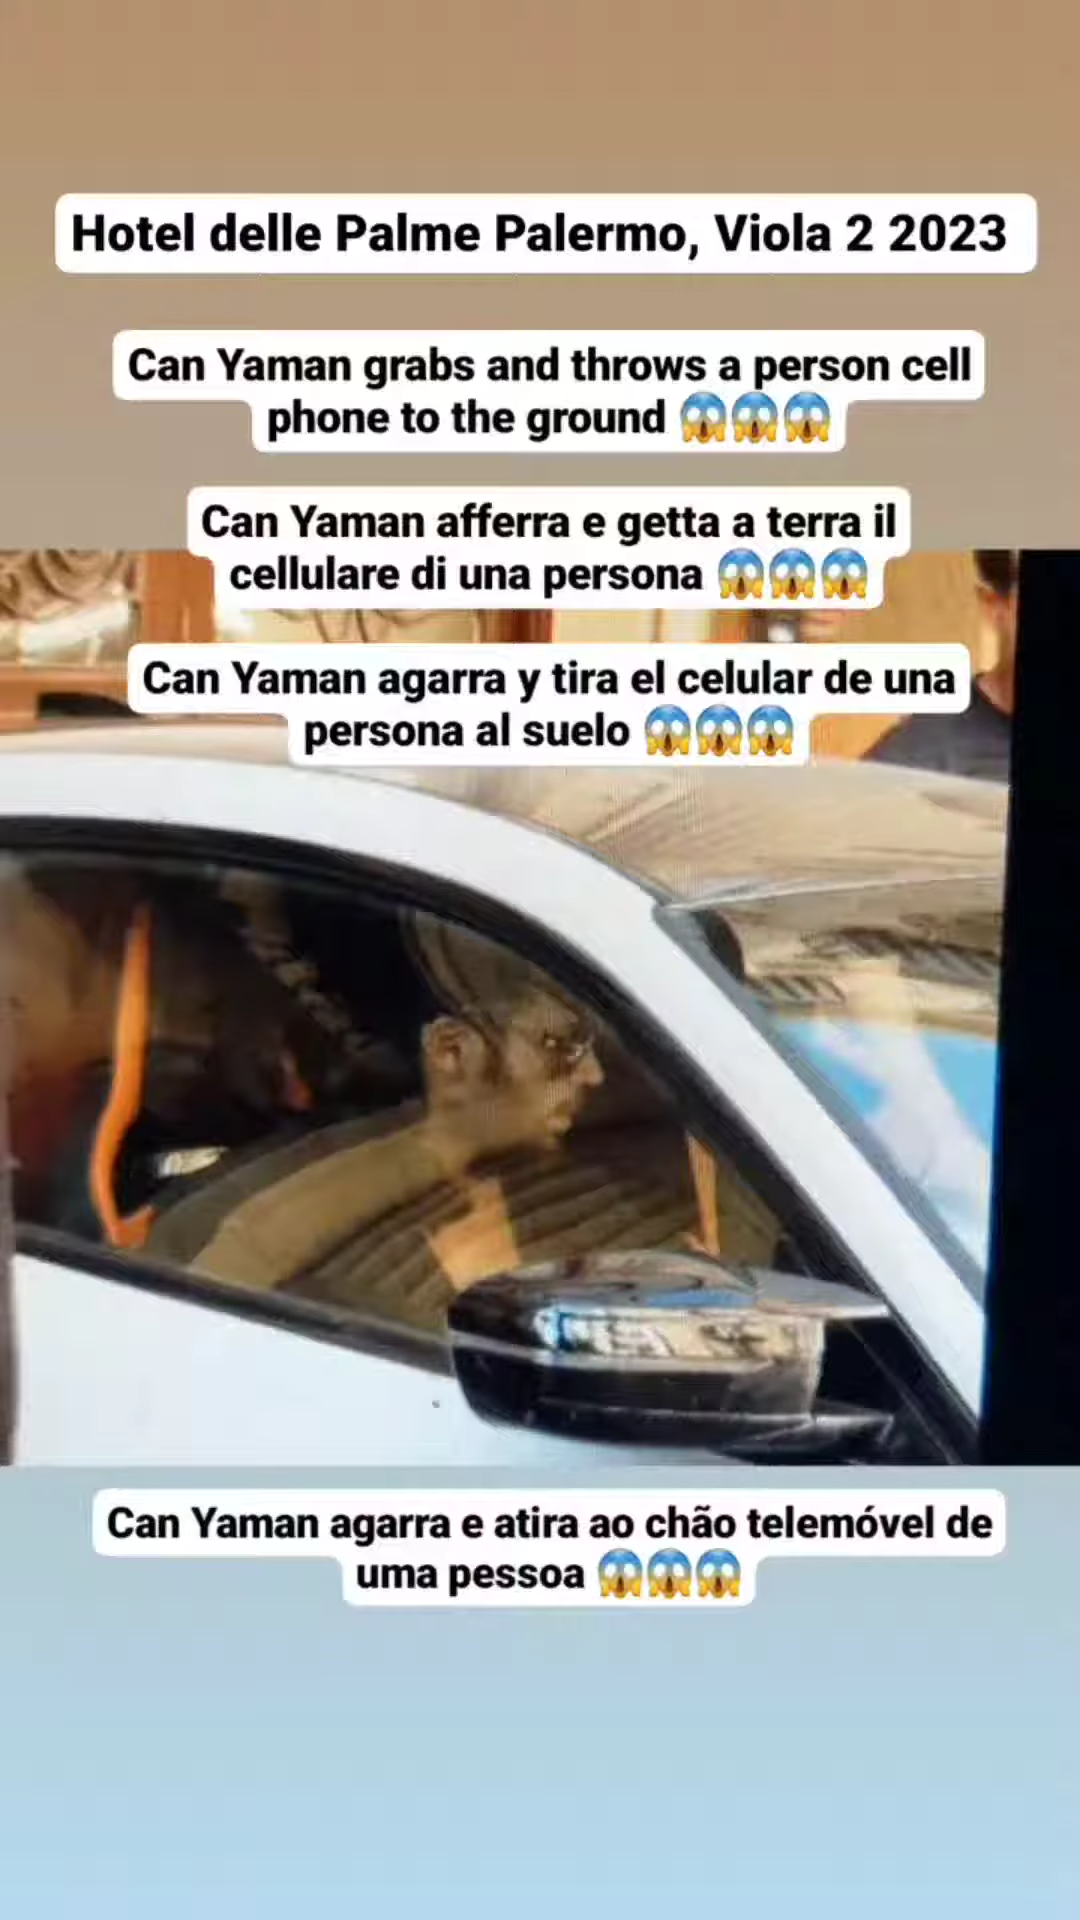 Hotel delle Palme Palermo, Viola 2 2023
Can Yaman grabs and throws a person cell
phone to the ground 😱😱😱
Can Yaman afferra e getta a terra il
cellulare di una persona 😱😱😱
Can Yaman agarra y tira el celular de una
persona al suelo 😱😱😱
Can Yaman agarra e atira ao chão telemóvel de
uma pessoa 😱😱😱